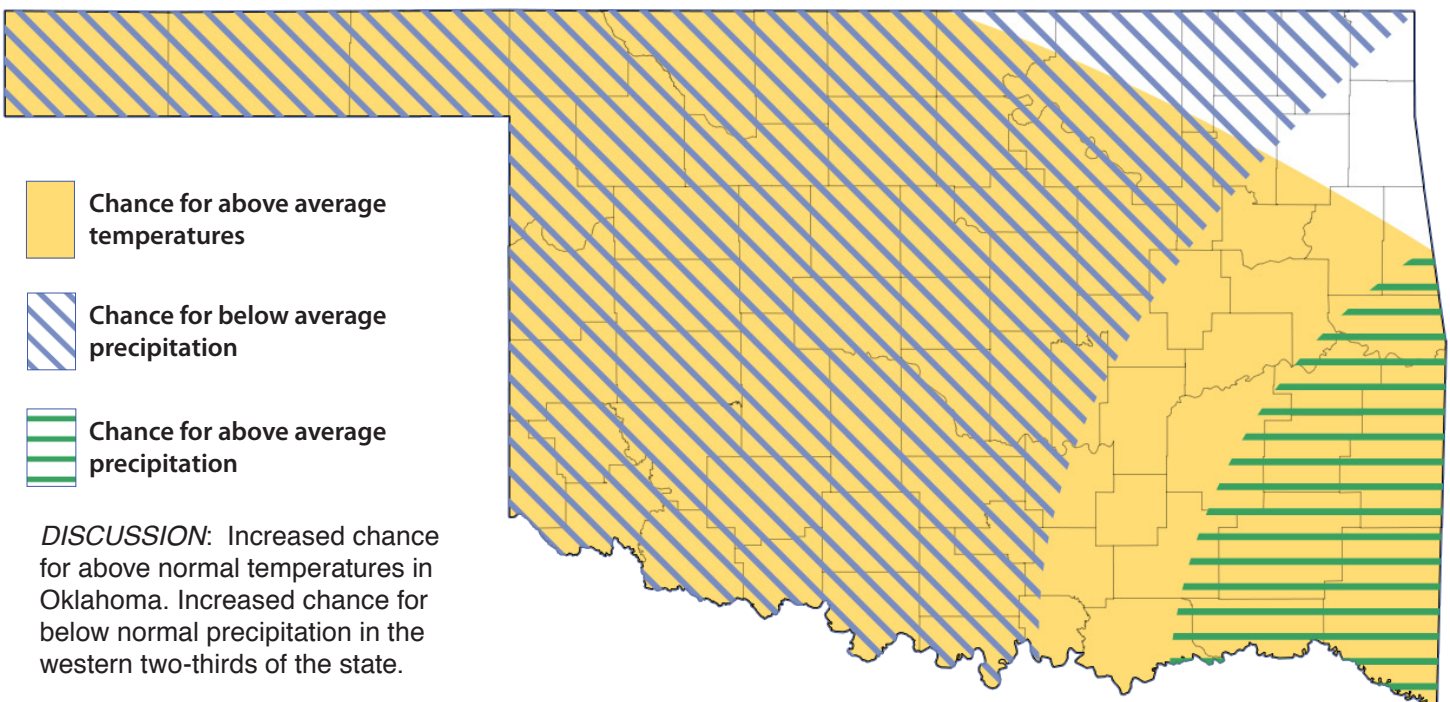 Chance for above average
temperatures
Chance for below average
precipitation
Chance for above average
precipitation
DISCUSSION:  Increased chance
for above normal temperatures in
Oklahoma. Increased chance for
below normal precipitation in the
western two-thirds of the state.